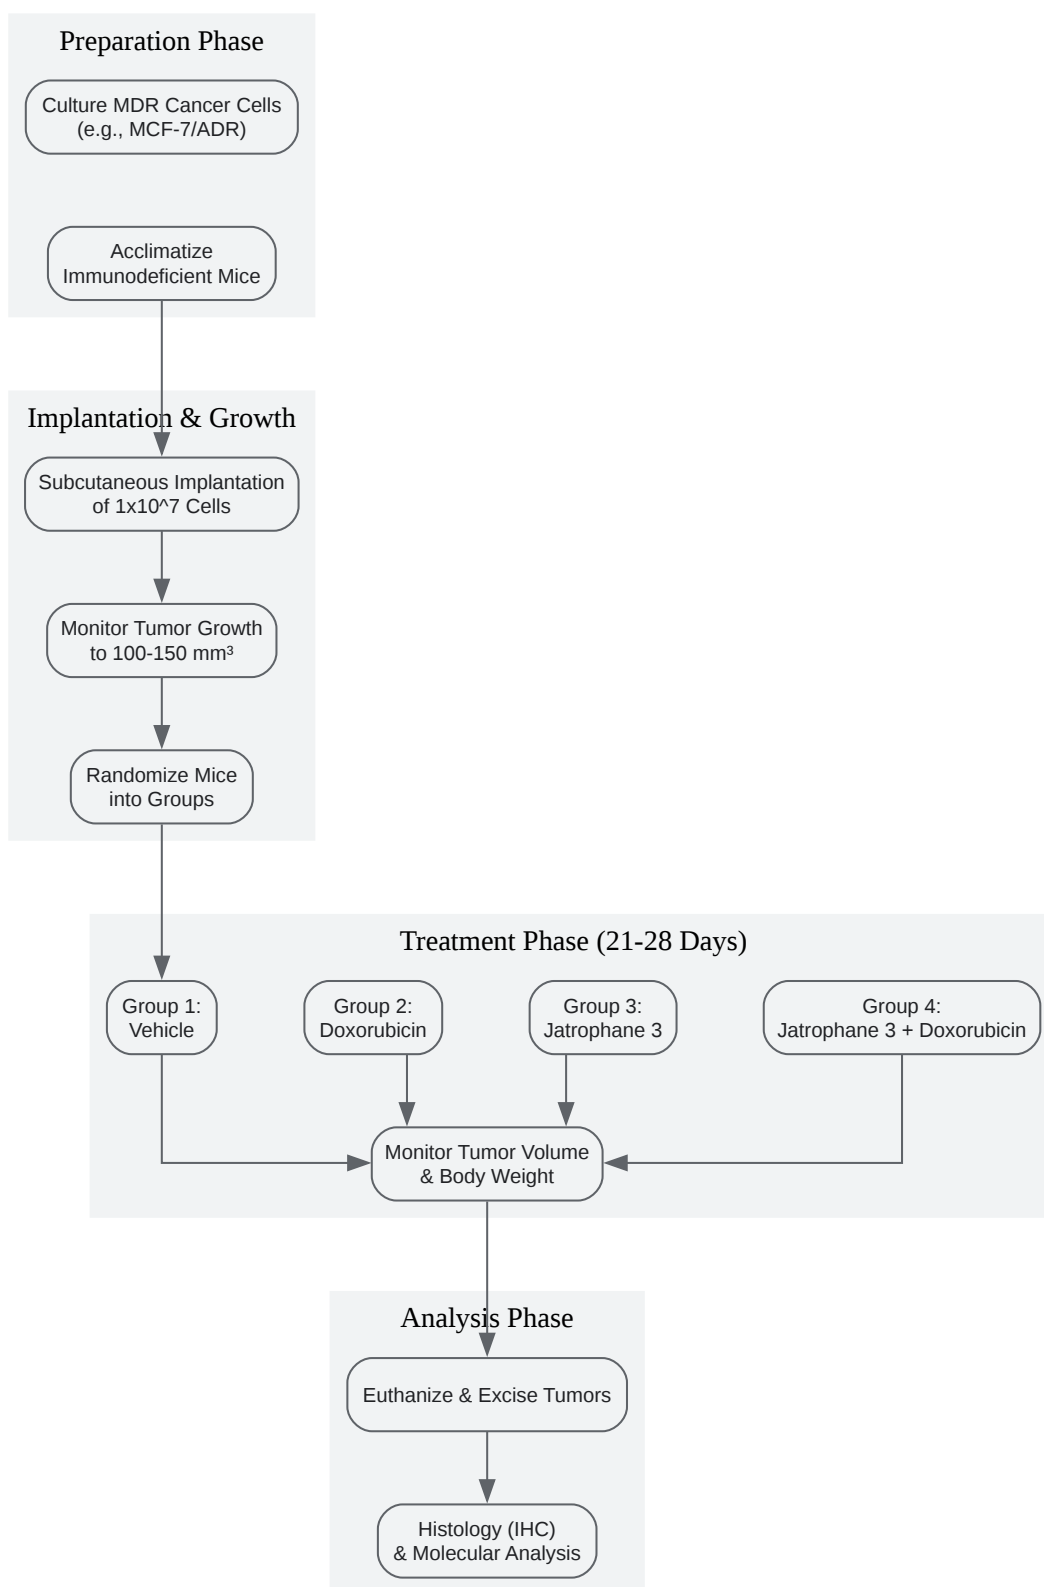 Preparation Phase
Culture MDR Cancer Cells
(e.g., MCF-7/ADR)
Acclimatize
Immunodeficient Mice
Implantation & Growth
Subcutaneous Implantation
of 1x10^7 Cells
Monitor Tumor Growth
to 100-150 mm³
Randomize Mice
into Groups
Treatment Phase (21-28 Days)
Group 1:
Vehicle
Group 2:
Doxorubicin
Group 3:
Jatrophane 3
Group 4:
Jatrophane 3 + Doxorubicin
Monitor Tumor Volume
& Body Weight
Analysis Phase
Euthanize & Excise Tumors
Histology (IHC)
& Molecular Analysis